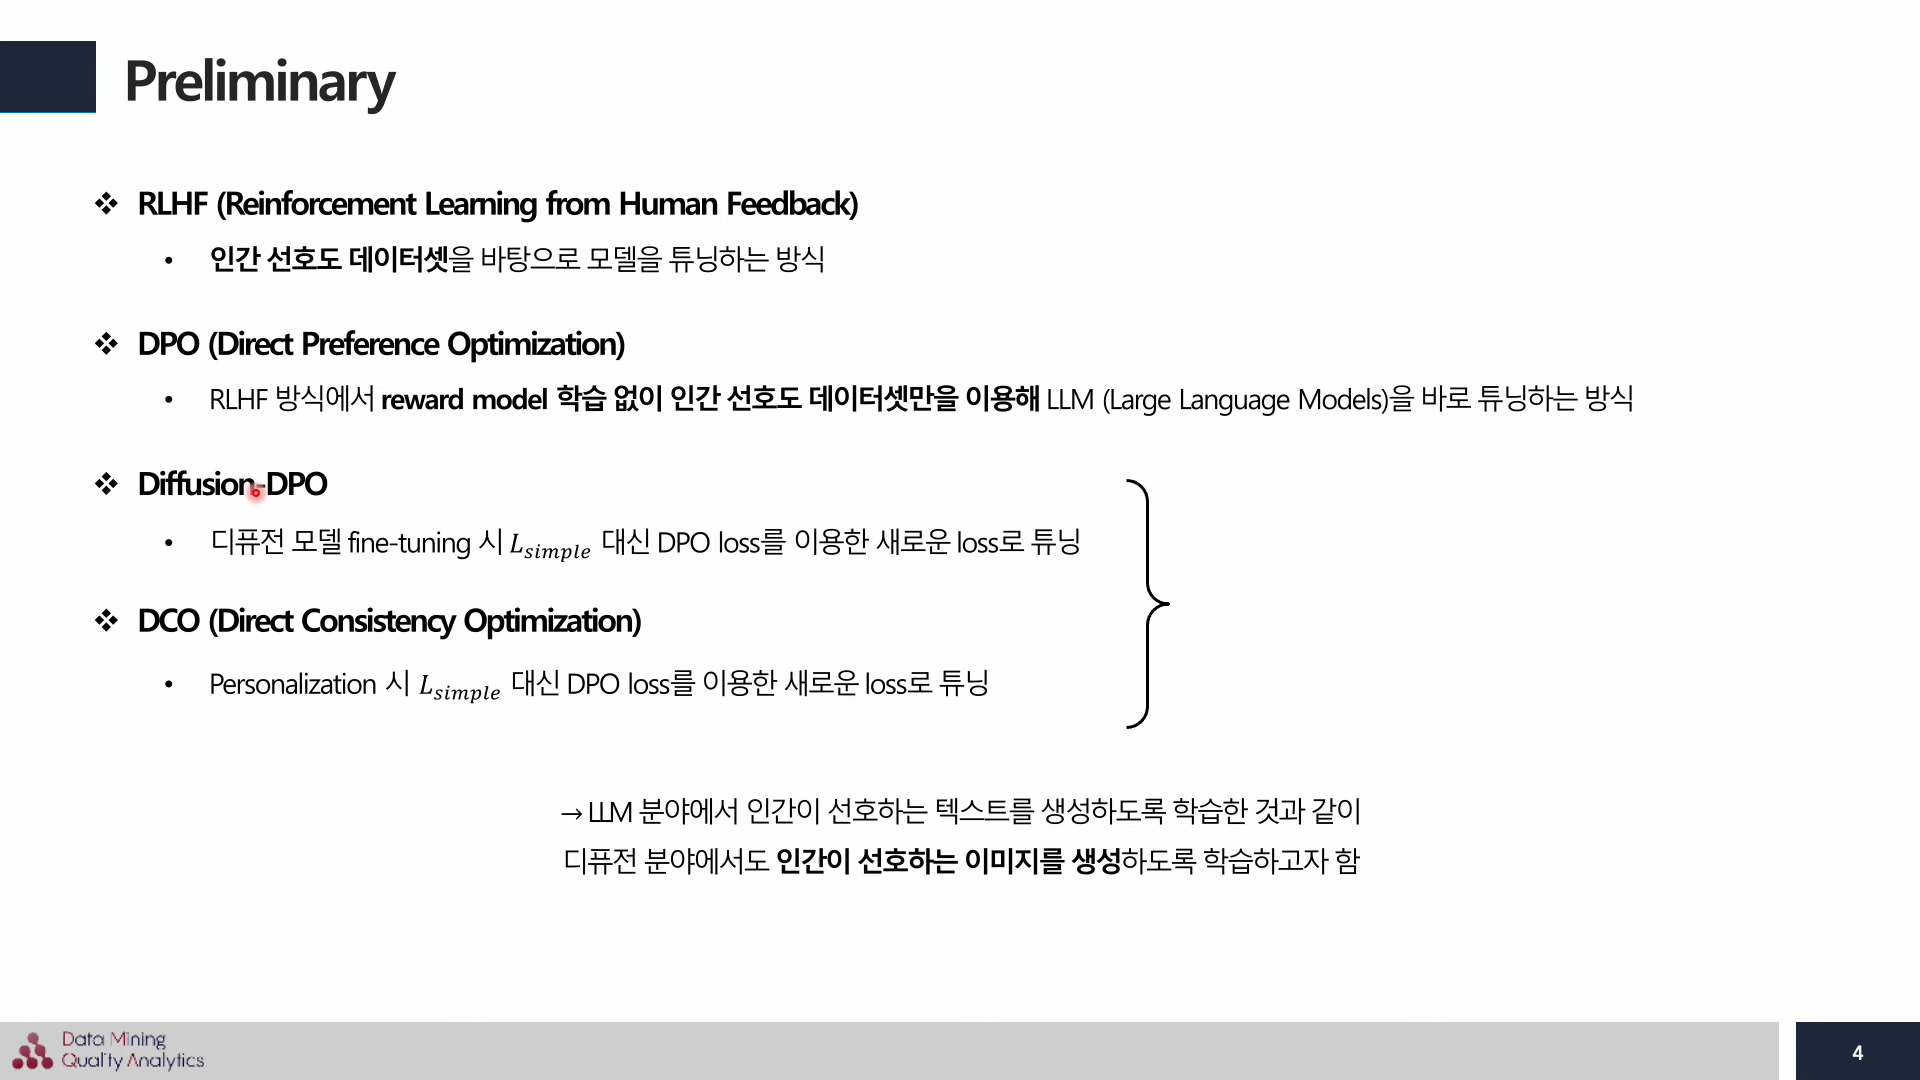 Preliminary
❖ RLHF (Reinforcement Learning from Human Feedback)
• 인간 선호도 데이터셋을 바탕으로 모델을 튜닝하는 방식
❖ DPO (Direct Preference Optimization)
• RLHF 방식에서 reward model 학습 없이 인간 선호도 데이터셋만을 이용해 LLM (Large Language Models)을 바로 튜닝하는 방식
❖ Diffusion-DPO
• 디퓨전 모델 fine-tuning 시 L_simple 대신 DPO loss를 이용한 새로운 loss로 튜닝
❖ DCO (Direct Consistency Optimization)
• Personalization 시 L_simple 대신 DPO loss를 이용한 새로운 loss로 튜닝
→ LLM 분야에서 인간이 선호하는 텍스트를 생성하도록 학습한 것과 같이
디퓨전 분야에서도 인간이 선호하는 이미지를 생성하도록 학습하고자 함
Data Mining
Quality Analytics
4